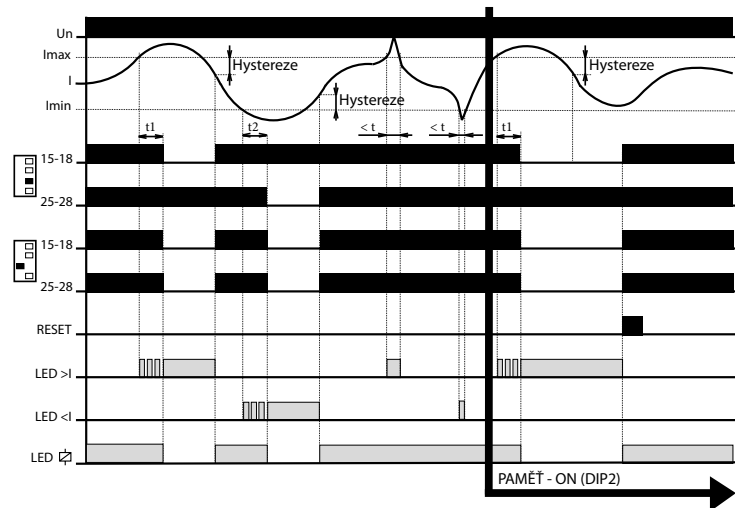 Un
Imax
I
Imin
Hystereze
Hystereze
Hystereze
t1
t2
< t
< t
t1
15-18
25-28
15-18
25-28
RESET
LED >I
LED <I
LED
PAMĚŤ - ON (DIP2)